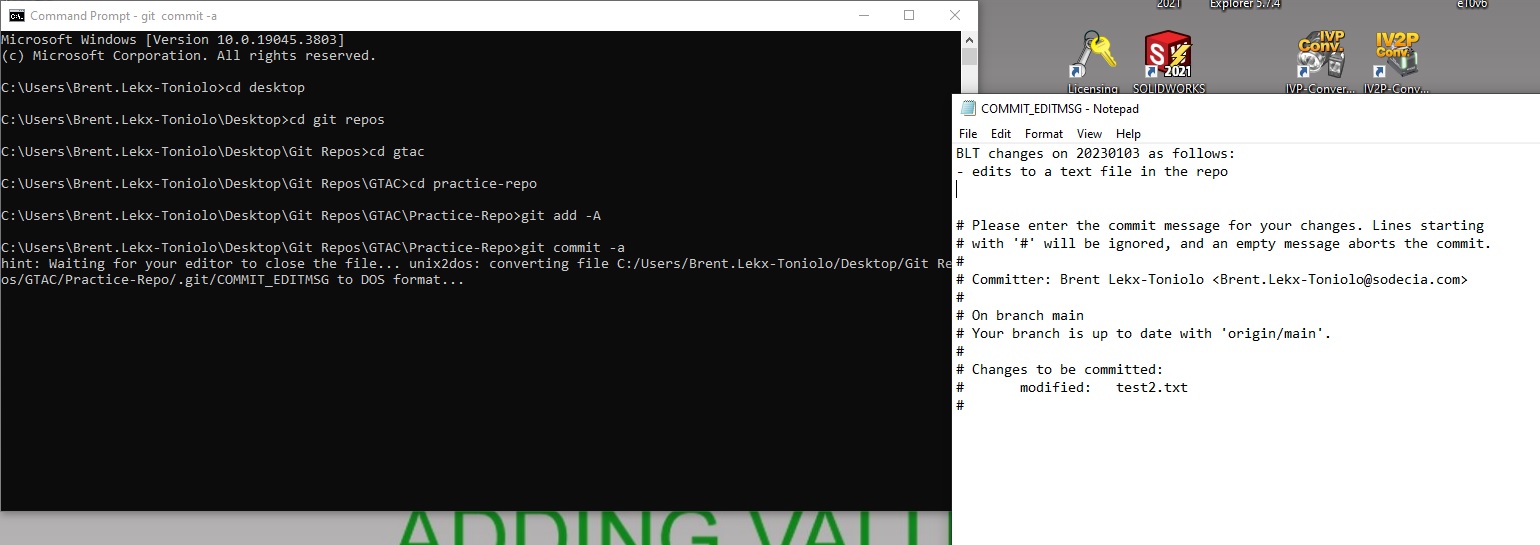 Command Prompt - git  commit -a
Microsoft Windows [Version 10.0.19045.3803]
(c) Microsoft Corporation. All rights reserved.
C:\Users\Brent.Lekx-Toniolo>cd desktop
C:\Users\Brent.Lekx-Toniolo\Desktop>cd git repos
C:\Users\Brent.Lekx-Toniolo\Desktop\Git Repos>cd gtac
C:\Users\Brent.Lekx-Toniolo\Desktop\Git Repos\GTAC>cd practice-repo
C:\Users\Brent.Lekx-Toniolo\Desktop\Git Repos\GTAC\Practice-Repo>git add -A
C:\Users\Brent.Lekx-Toniolo\Desktop\Git Repos\GTAC\Practice-Repo>git commit -a
hint: Waiting for your editor to close the file... unix2dos: converting file C:/Users/Brent.Lekx-Toniolo/Desktop/Git Re
os/GTAC/Practice-Repo/.git/COMMIT_EDITMSG to DOS format...
2021
Explorer 5.7.4
e10v6
IVP
Conv.
IV2P
Conv.
S
2021
Licensing
SOLIDWORKS
IVP-Conver...
IV2P-Conv...
COMMIT_EDITMSG - Notepad
File Edit Format View Help
BLT changes on 20230103 as follows:
- edits to a text file in the repo
# Please enter the commit message for your changes. Lines starting
# with '#' will be ignored, and an empty message aborts the commit.
#
# Committer: Brent Lekx-Toniolo <Brent.Lekx-Toniolo@sodecia.com>
#
# On branch main
# Your branch is up to date with 'origin/main'.
#
# Changes to be committed:
#       modified:   test2.txt
#
ADDING